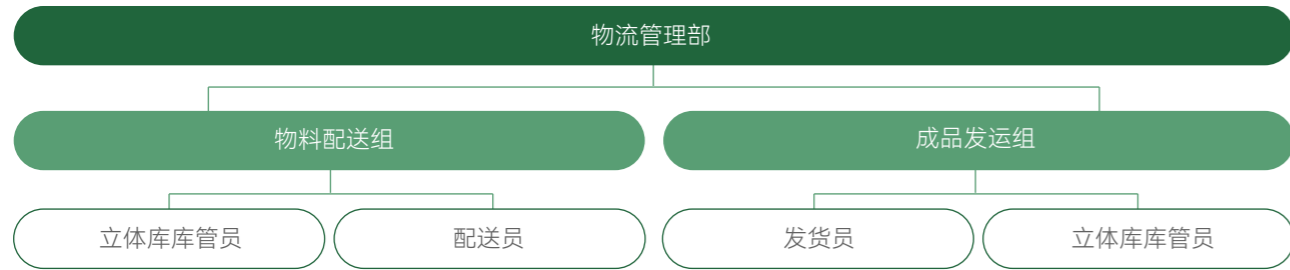 物流管理部
物料配送组
成品发运组
立体库库管员
配送员
发货员
立体库库管员